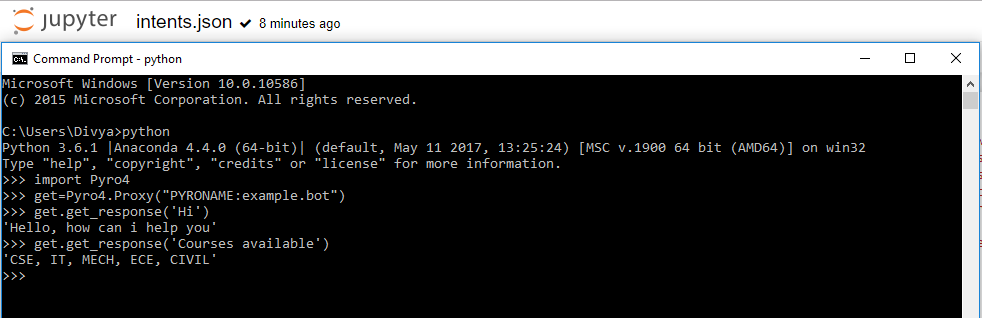 jupyter intents.json ✔ 8 minutes ago
Command Prompt - python
Microsoft Windows [Version 10.0.10586]
(c) 2015 Microsoft Corporation. All rights reserved.
C:\Users\Divya>python
Python 3.6.1 |Anaconda 4.4.0 (64-bit)| (default, May 11 2017, 13:25:24) [MSC v.1900 64 bit (AMD64)] on win32
Type "help", "copyright", "credits" or "license" for more information.
>>> import Pyro4
>>> get=Pyro4.Proxy("PYRONAME:example.bot")
>>> get.get_response('Hi')
'Hello, how can i help you'
>>> get.get_response('Courses available')
'CSE, IT, MECH, ECE, CIVIL'
>>>